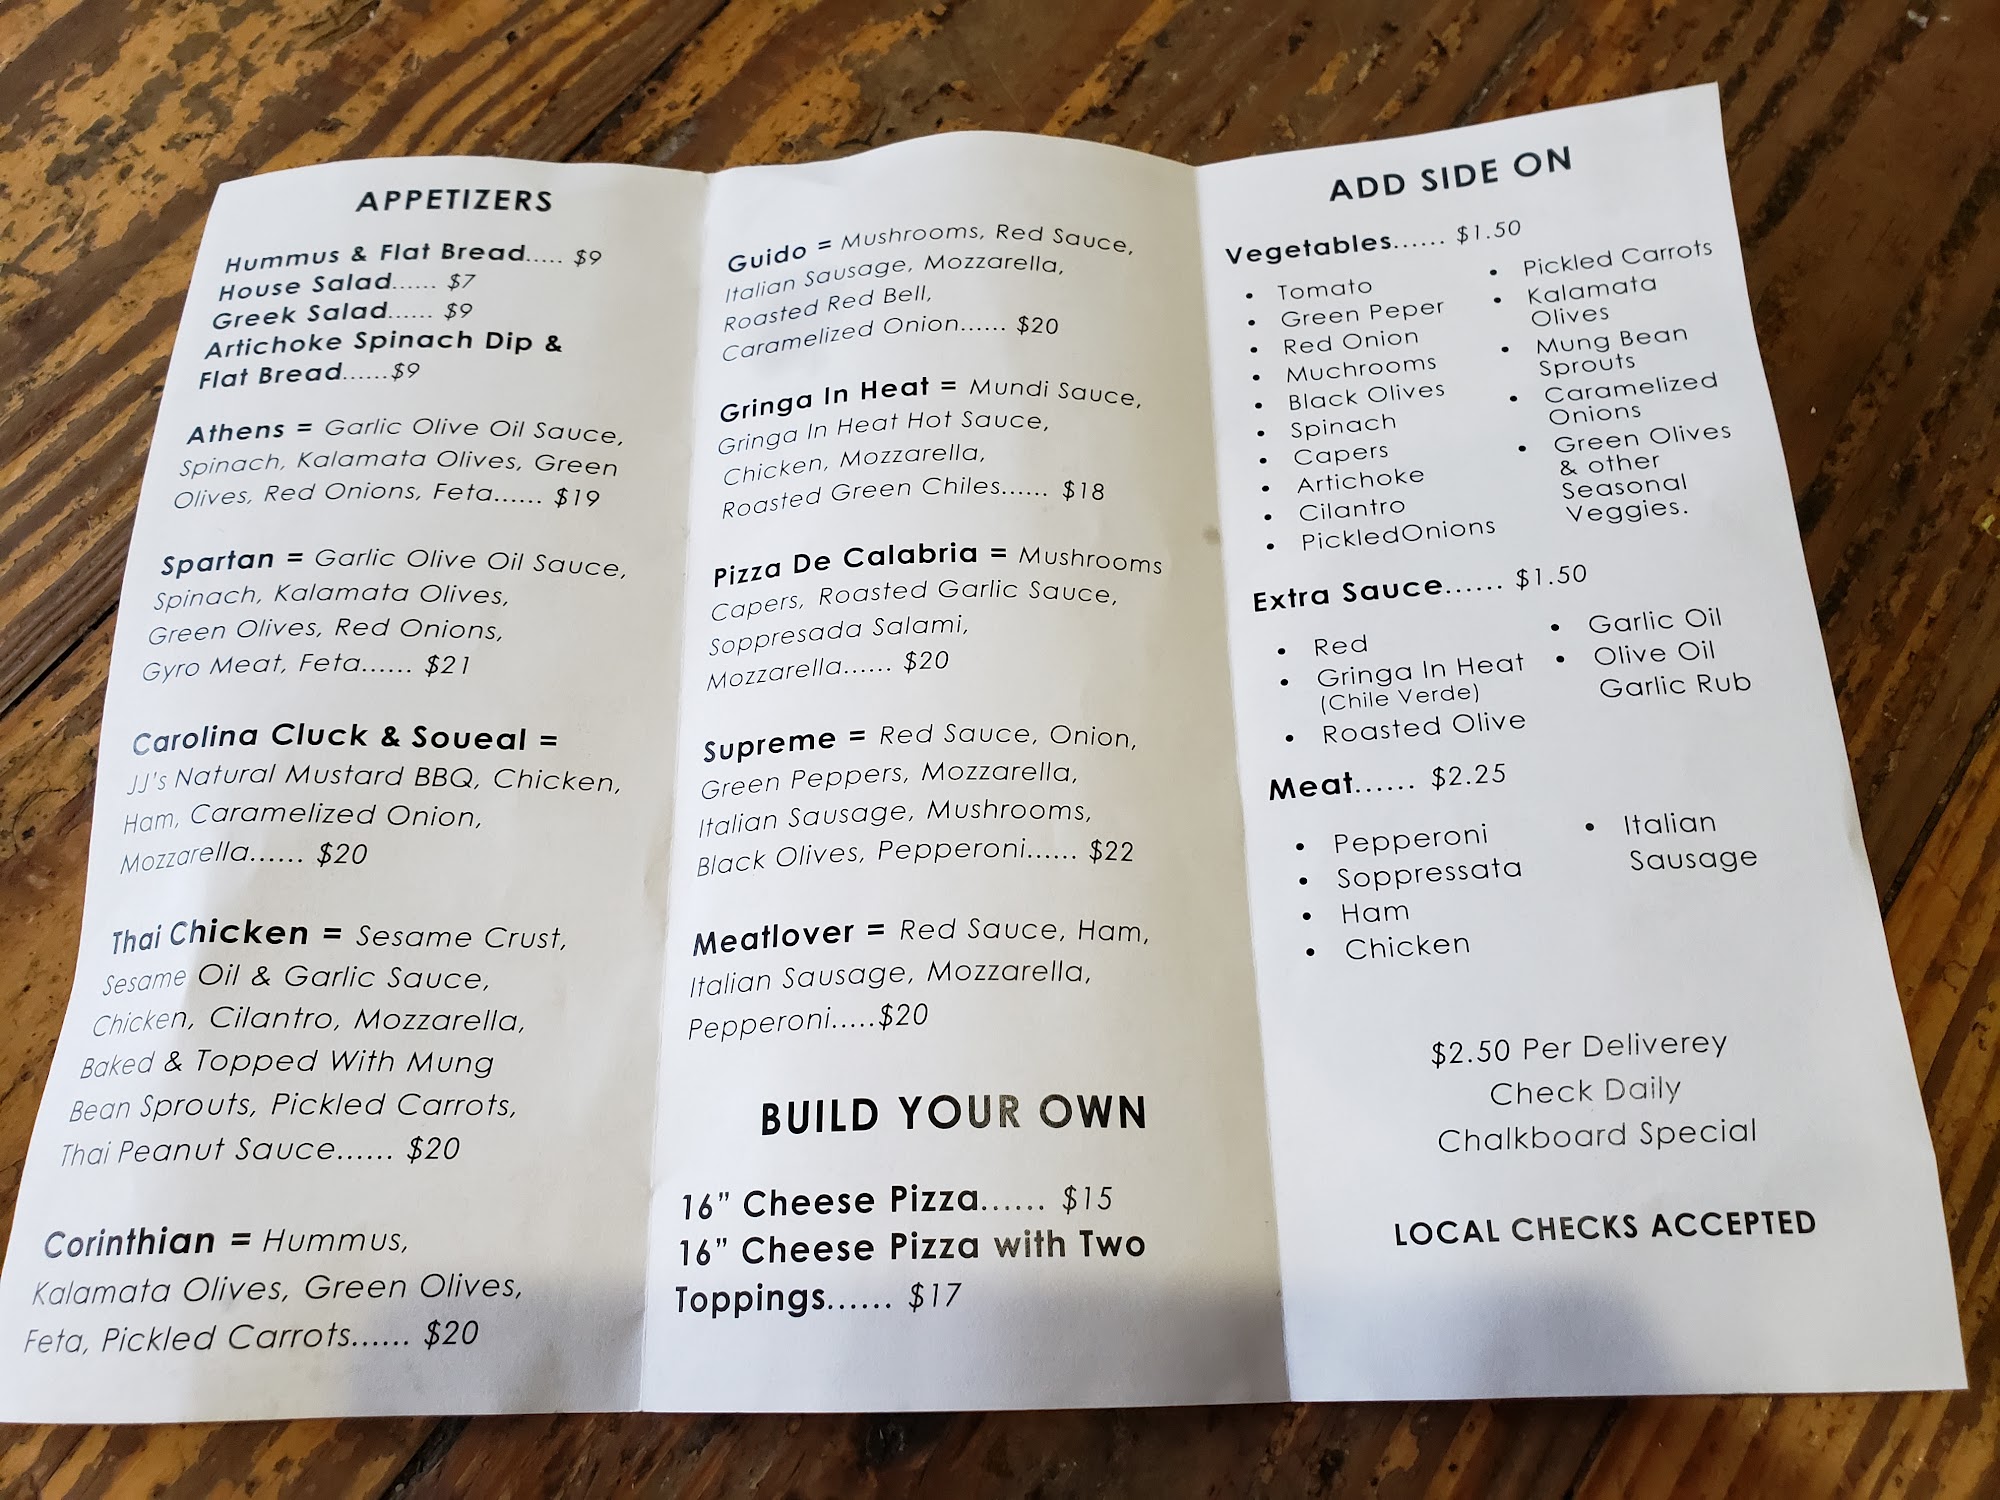 APPETIZERS
Hummus & Flat Bread..... $9
House Salad...... $7
Greek Salad...... $9
Artichoke Spinach Dip &
Flat Bread......$9
Athens = Garlic Olive Oil Sauce,
Spinach, Kalamata Olives, Green
Olives, Red Onions, Feta...... $19
Spartan = Garlic Olive Oil Sauce,
Spinach, Kalamata Olives,
Green Olives, Red Onions,
Gyro Meat, Feta...... $21
Carolina Cluck & Soueal =
JJ's Natural Mustard BBQ, Chicken,
Ham, Caramelized Onion,
Mozzarella...... $20
Thai Chicken = Sesame Crust,
Sesame Oil & Garlic Sauce,
Chicken, Cilantro, Mozzarella,
Baked & Topped With Mung
Bean Sprouts, Pickled Carrots,
Thai Peanut Sauce...... $20
Corinthian = Hummus,
Kalamata Olives, Green Olives,
Feta, Pickled Carrots...... $20
Guido = Mushrooms, Red Sauce,
Italian Sausage, Mozzarella,
Roasted Red Bell,
Caramelized Onion...... $20
Gringa In Heat = Mundi Sauce,
Gringa In Heat Hot Sauce,
Chicken, Mozzarella,
Roasted Green Chiles...... $18
Pizza De Calabria = Mushrooms
Capers, Roasted Garlic Sauce,
Soppresada Salami,
Mozzarella...... $20
Supreme = Red Sauce, Onion,
Green Peppers, Mozzarella,
Italian Sausage, Mushrooms,
Black Olives, Pepperoni...... $22
Meatlover = Red Sauce, Ham,
Italian Sausage, Mozzarella,
Pepperoni.....$20
BUILD YOUR OWN
16" Cheese Pizza...... $15
16" Cheese Pizza with Two
Toppings...... $17
ADD SIDE ON
Vegetables...... $1.50
• Tomato
• Green Peper
• Red Onion
• Muchrooms
• Black Olives
• Spinach
• Capers
• Artichoke
• Cilantro
• PickledOnions
• Pickled Carrots
• Kalamata
Olives
• Mung Bean
Sprouts
• Caramelized
Onions
• Green Olives
& other
Seasonal
Veggies.
Extra Sauce...... $1.50
• Red
• Gringa In Heat
(Chile Verde)
• Roasted Olive
• Garlic Oil
• Olive Oil
Garlic Rub
Meat...... $2.25
• Pepperoni
• Soppressata
• Ham
• Chicken
• Italian
Sausage
$2.50 Per Deliverey
Check Daily
Chalkboard Special
LOCAL CHECKS ACCEPTED